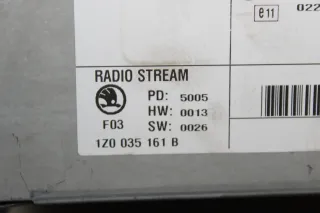 e11 022
RADIO STREAM
PD: 5005
HW: 0013
F03 SW: 0026
1Z0 035 161 B